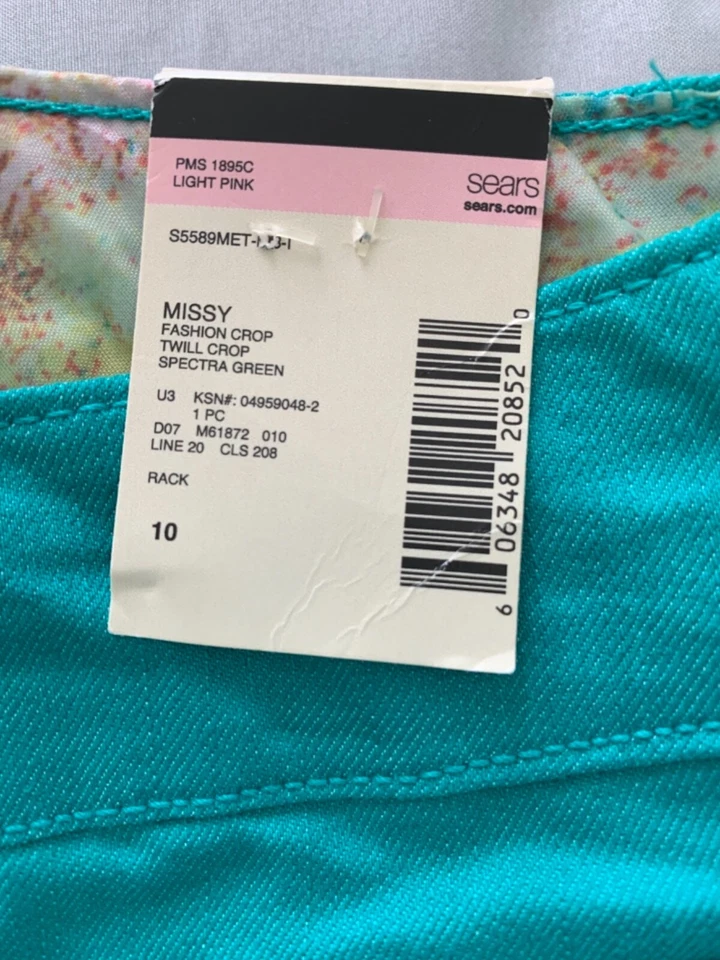 PMS 1895C
LIGHT PINK
sears
sears.com
MISSY
FASHION CROP
TWILL CROP
SPECTRA GREEN
U3 KSN#: 04959048-2
1 PC
D07 M61872 010
LINE 20 CLS 208
RACK
10
6 06348 20852 0